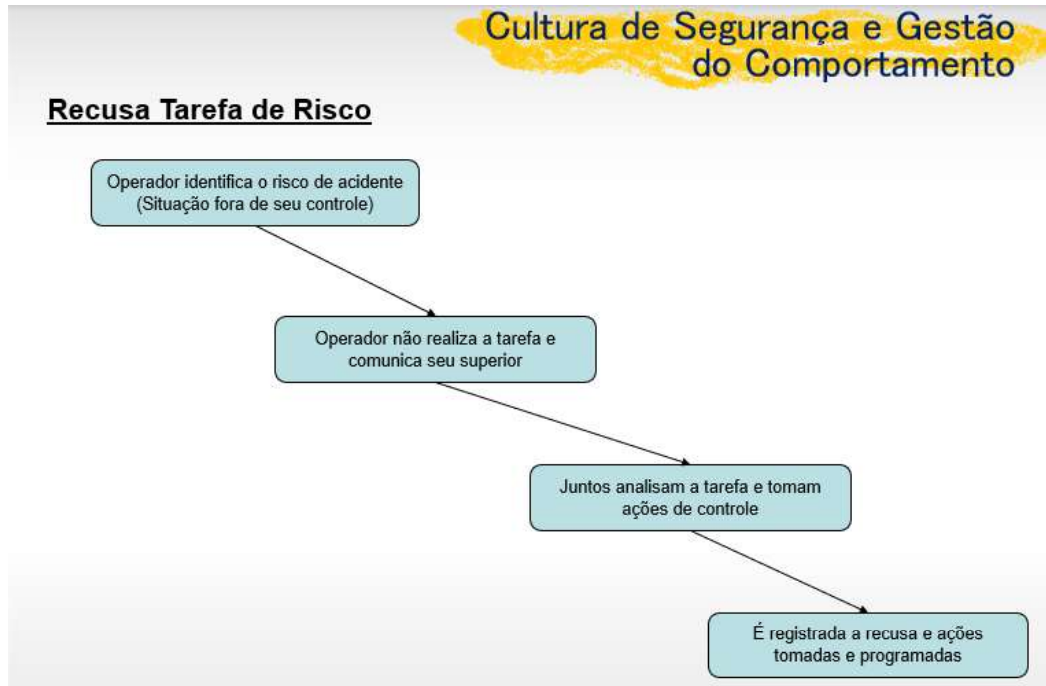 Cultura de Segurança e Gestão
do Comportamento
Recusa Tarefa de Risco
Operador identifica o risco de acidente
(Situação fora de seu controle)
Operador não realiza a tarefa e
comunica seu superior
Juntos analisam a tarefa e tomam
ações de controle
É registrada a recusa e ações
tomadas e programadas